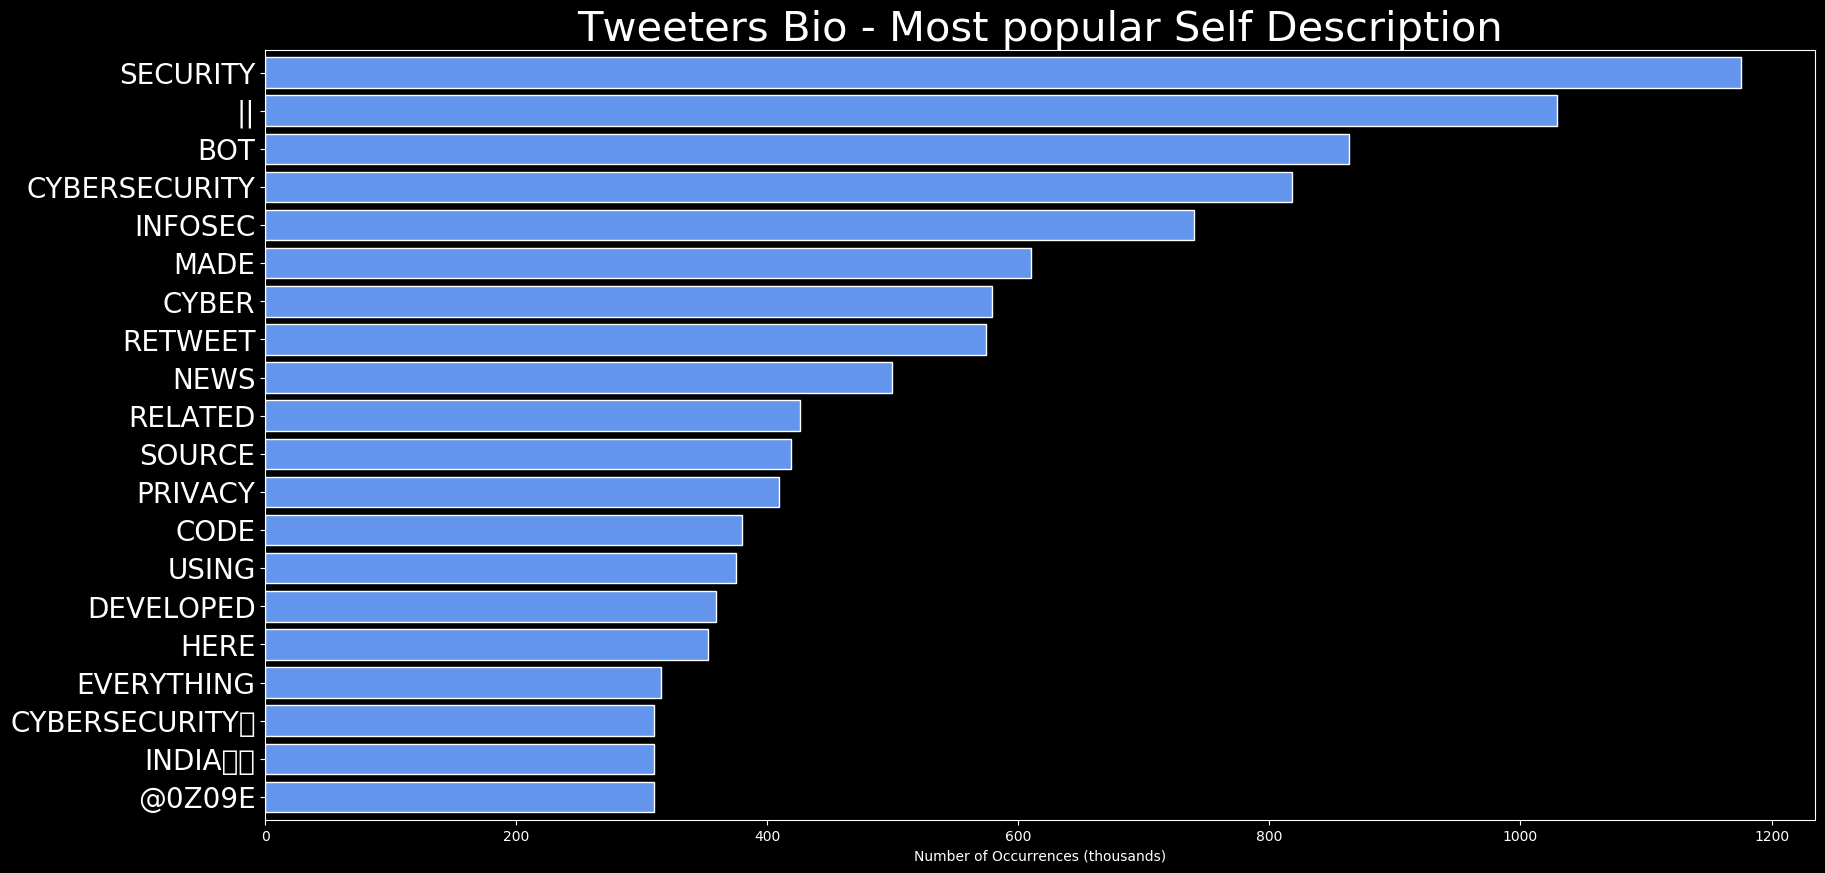 Tweeters Bio - Most popular Self Description
SECURITY
||
BOT
CYBERSECURITY
INFOSEC
MADE
CYBER
RETWEET
NEWS
RELATED
SOURCE
PRIVACY
CODE
USING
DEVELOPED
HERE
EVERYTHING
CYBERSECURITY▯
INDIA▯▯
@0Z09E
0 200 400 600 800 1000 1200
Number of Occurrences (thousands)